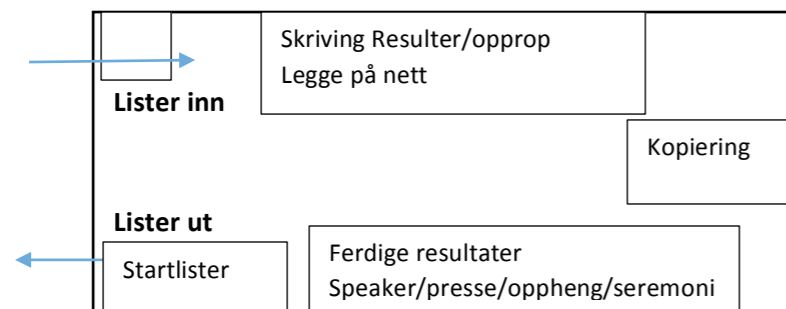 Skriving Resulter/opprop
Legge på nett
Lister inn
Kopiering
Lister ut
Startlister
Ferdige resultater
Speaker/presse/oppheng/seremoni